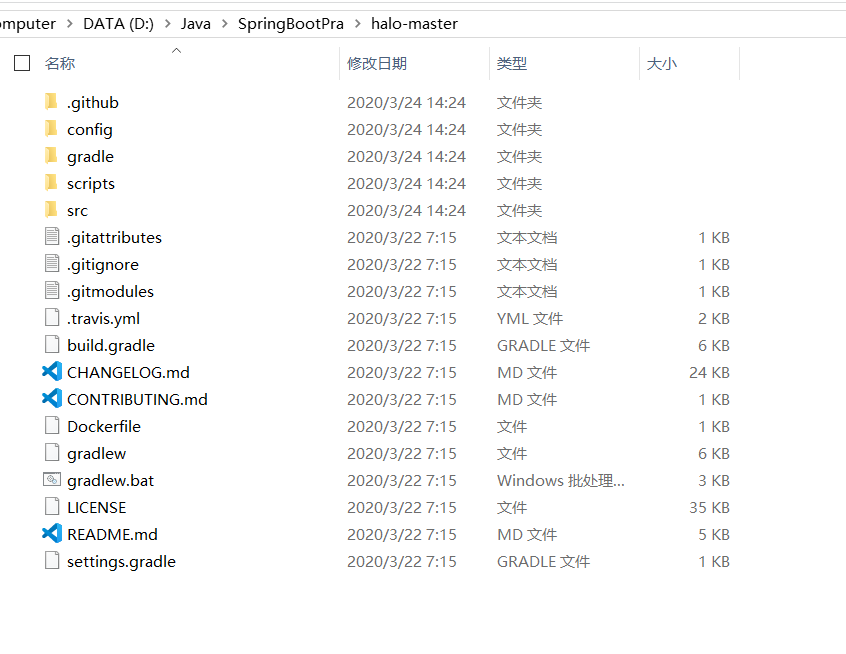 omputer > DATA (D:) > Java > SpringBootPra > halo-master
名称 修改日期 类型 大小
.github 2020/3/24 14:24 文件夹
config 2020/3/24 14:24 文件夹
gradle 2020/3/24 14:24 文件夹
scripts 2020/3/24 14:24 文件夹
src 2020/3/24 14:24 文件夹
.gitattributes 2020/3/22 7:15 文本文档 1 KB
.gitignore 2020/3/22 7:15 文本文档 1 KB
.gitmodules 2020/3/22 7:15 文本文档 1 KB
.travis.yml 2020/3/22 7:15 YML 文件 2 KB
build.gradle 2020/3/22 7:15 GRADLE 文件 6 KB
CHANGELOG.md 2020/3/22 7:15 MD 文件 24 KB
CONTRIBUTING.md 2020/3/22 7:15 MD 文件 1 KB
Dockerfile 2020/3/22 7:15 文件 1 KB
gradlew 2020/3/22 7:15 文件 6 KB
gradlew.bat 2020/3/22 7:15 Windows 批处理... 3 KB
LICENSE 2020/3/22 7:15 文件 35 KB
README.md 2020/3/22 7:15 MD 文件 5 KB
settings.gradle 2020/3/22 7:15 GRADLE 文件 1 KB